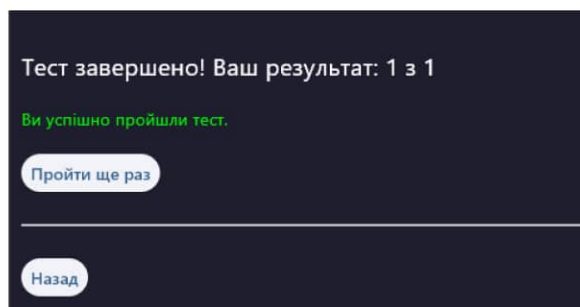 Тест завершено! Ваш результат: 1 з 1
Ви успішно пройшли тест.
Пройти ще раз
Назад